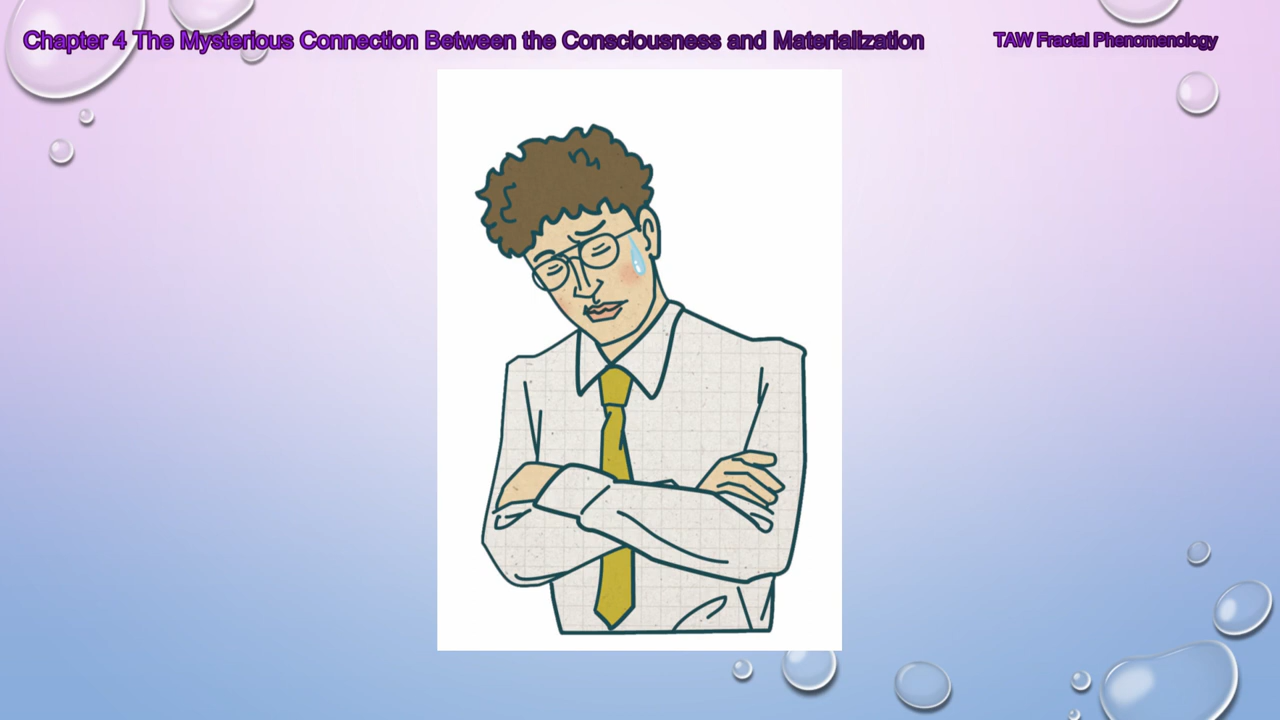 Chapter 4 The Mysterious Connection Between the Consciousness and Materialization
TAW Fractal Phenomenology